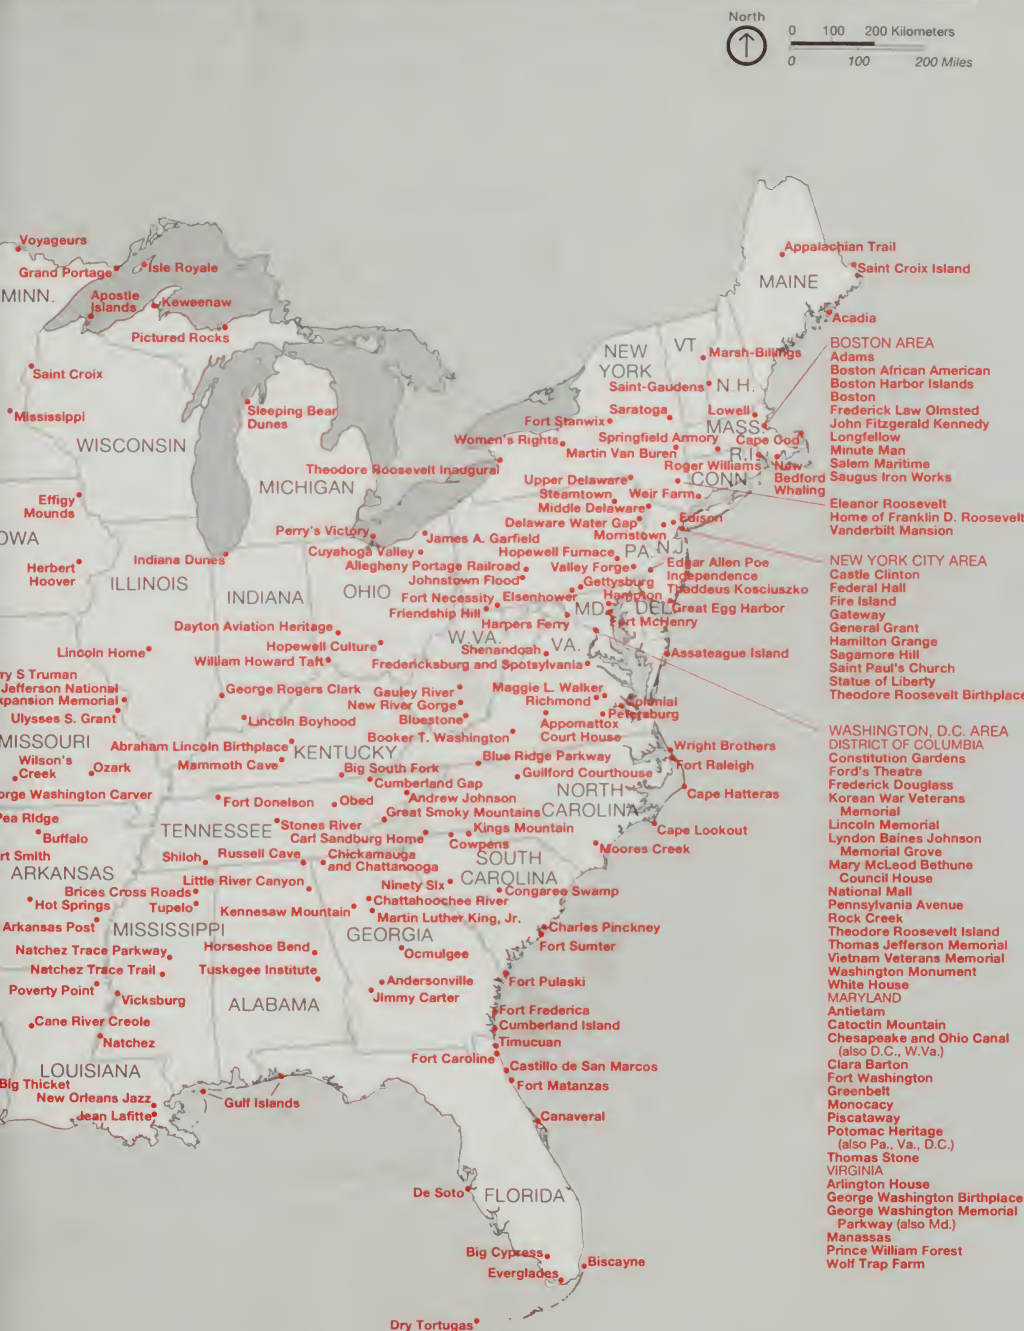 North
0 100 200 Kilometers
0 100 200 Miles
Voyageurs
Grand Portage
Isle Royale
MINN.
Apostle
Islands
Keweenaw
Pictured Rocks
Saint Croix
Mississippi
Sleeping Bear
Dunes
WISCONSIN
MICHIGAN
Effigy
Mounds
OWA
Herbert
Hoover
Indiana Dunes
ILLINOIS
INDIANA
OHIO
Appalachian Trail
Saint Croix Island
MAINE
Acadia
NEW
YORK
VT
Marsh-Billings
Saint-Gaudens
N.H.
Saratoga
Lowell
Fort Stanwix
MASS.
Women's Rights
Springfield Armory
Cape Cod
Martin Van Buren
R.I.
Theodore Roosevelt Inaugural
Roger Williams
New
Bedford
Whaling
CONN
Upper Delaware
Steamtown
Weir Farm
Middle Delaware
Perry's Victory
Delaware Water Gap
Edison
James A. Garfield
Morristown
Cuyahoga Valley
Hopewell Furnace
PA
N.J.
Allegheny Portage Railroad
Valley Forge
Edgar Allen Poe
Independence
Johnstown Flood
Gettysburg
Thaddeus Kosciuszko
Fort Necessity
Eisenhower
Hampton
Friendship Hill
MD
DEL
Great Egg Harbor
Harpers Ferry
Fort McHenry
Dayton Aviation Heritage
W.VA.
VA.
Hopewell Culture
Shenandoah
Assateague Island
Lincoln Home
William Howard Taft
Fredericksburg and Spotsylvania
ry S Truman
Jefferson National
xpansion Memorial
George Rogers Clark
Gauley River
Maggie L. Walker
New River Gorge
Richmond
Colonial
Ulysses S. Grant
Lincoln Boyhood
Bluestone
Petersburg
Appomattox
Court House
MISSOURI
Abraham Lincoln Birthplace
KENTUCKY
Booker T. Washington
Wright Brothers
Wilson's
Creek
Ozark
Mammoth Cave
Blue Ridge Parkway
Fort Raleigh
Big South Fork
Guilford Courthouse
Cumberland Gap
orge Washington Carver
NORTH
CAROLINA
Cape Hatteras
Fort Donelson
Obed
Andrew Johnson
Great Smoky Mountains
Pea Ridge
Buffalo
TENNESSEE
Stones River
Kings Mountain
Cape Lookout
Carl Sandburg Home
Cowpens
Moores Creek
rt Smith
Shiloh
Russell Cave
Chickamauga
and Chattanooga
SOUTH
CAROLINA
ARKANSAS
Little River Canyon
Ninety Six
Brices Cross Roads
Congaree Swamp
Hot Springs
Tupelo
Chattahoochee River
Kennesaw Mountain
Martin Luther King, Jr.
Arkansas Post
MISSISSIPPI
GEORGIA
Charles Pinckney
Natchez Trace Parkway
Horseshoe Bend
Ocmulgee
Fort Sumter
Natchez Trace Trail
Tuskegee Institute
Andersonville
Fort Pulaski
Poverty Point
Vicksburg
Jimmy Carter
ALABAMA
Fort Frederica
Cane River Creole
Cumberland Island
Natchez
Timucuan
Fort Caroline
LOUISIANA
Castillo de San Marcos
Big Thicket
New Orleans Jazz
Gulf Islands
Fort Matanzas
Jean Lafitte
Canaveral
De Soto
FLORIDA
Big Cypress
Everglades
Biscayne
Dry Tortugas
BOSTON AREA
Adams
Boston African American
Boston Harbor Islands
Boston
Frederick Law Olmsted
John Fitzgerald Kennedy
Longfellow
Minute Man
Salem Maritime
Saugus Iron Works
Eleanor Roosevelt
Home of Franklin D. Roosevelt
Vanderbilt Mansion
NEW YORK CITY AREA
Castle Clinton
Federal Hall
Fire Island
Gateway
General Grant
Hamilton Grange
Sagamore Hill
Saint Paul's Church
Statue of Liberty
Theodore Roosevelt Birthplace
WASHINGTON, D.C. AREA
DISTRICT OF COLUMBIA
Constitution Gardens
Ford's Theatre
Frederick Douglass
Korean War Veterans
Memorial
Lincoln Memorial
Lyndon Baines Johnson
Memorial Grove
Mary McLeod Bethune
Council House
National Mall
Pennsylvania Avenue
Rock Creek
Theodore Roosevelt Island
Thomas Jefferson Memorial
Vietnam Veterans Memorial
Washington Monument
White House
MARYLAND
Antietam
Catoctin Mountain
Chesapeake and Ohio Canal
(also D.C., W.Va.)
Clara Barton
Fort Washington
Greenbelt
Monocacy
Piscataway
Potomac Heritage
(also Pa., Va., D.C.)
Thomas Stone
VIRGINIA
Arlington House
George Washington Birthplace
George Washington Memorial
Parkway (also Md.)
Manassas
Prince William Forest
Wolf Trap Farm